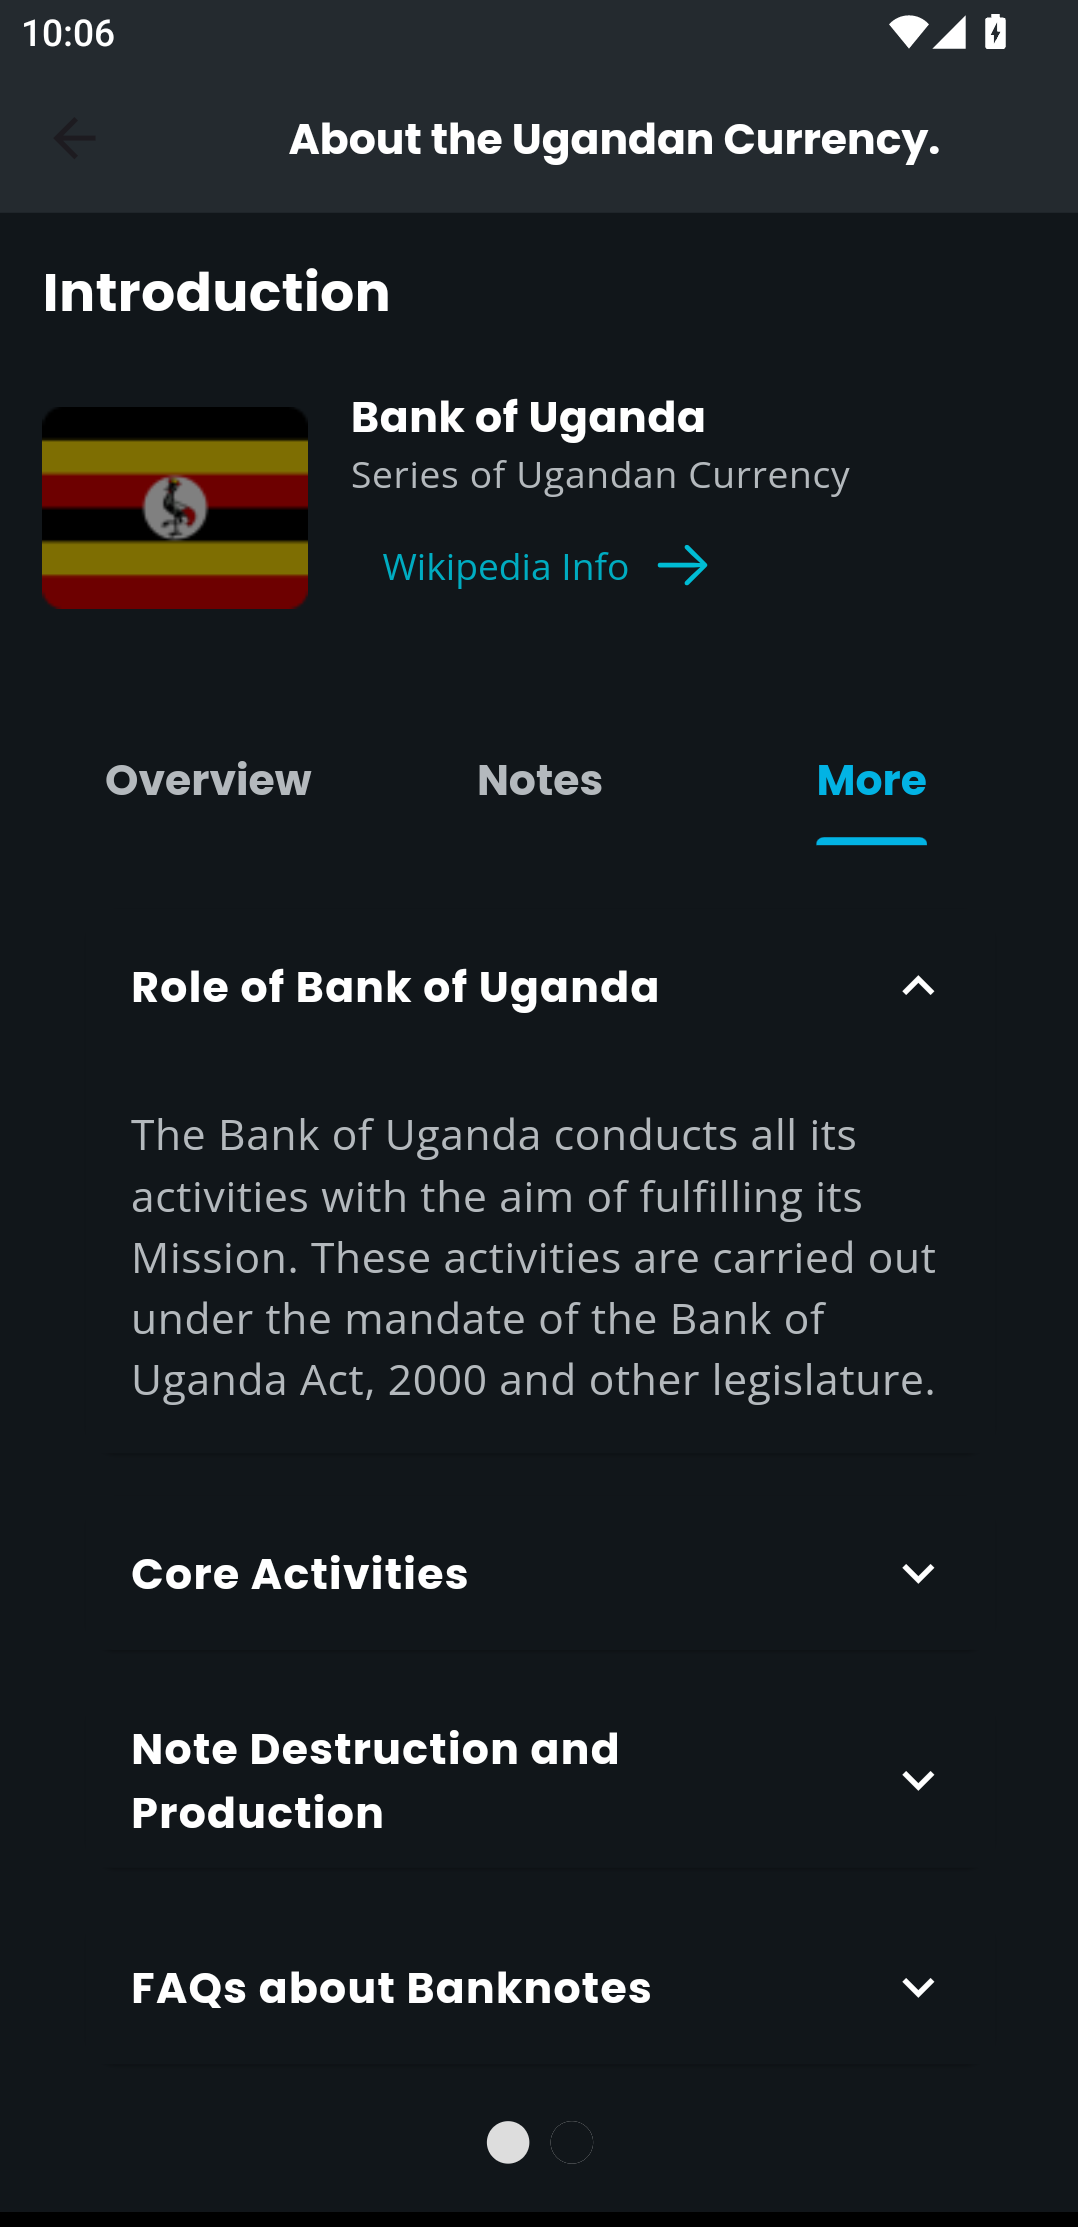 10:06
About the Ugandan Currency.
Introduction
Bank of Uganda
Series of Ugandan Currency
Wikipedia Info
Overview
Notes
More
Role of Bank of Uganda
The Bank of Uganda conducts all its
activities with the aim of fulfilling its
Mission. These activities are carried out
under the mandate of the Bank of
Uganda Act, 2000 and other legislature.
Core Activities
Note Destruction and
Production
FAQs about Banknotes